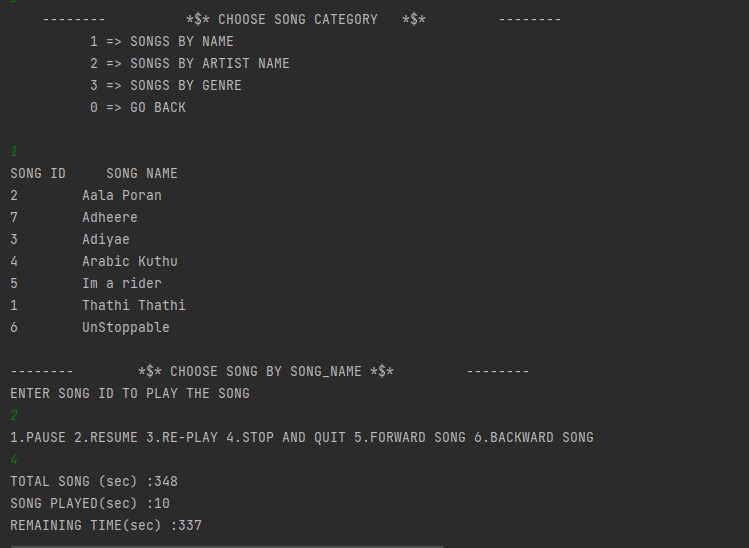 -------- *$* CHOOSE SONG CATEGORY *$* --------
1 => SONGS BY NAME
2 => SONGS BY ARTIST NAME
3 => SONGS BY GENRE
0 => GO BACK
1
SONG ID SONG NAME
2 Aala Poran
7 Adheere
3 Adiyae
4 Arabic Kuthu
5 Im a rider
1 Thathi Thathi
6 UnStoppable
-------- *$* CHOOSE SONG BY SONG_NAME *$* --------
ENTER SONG ID TO PLAY THE SONG
2
1.PAUSE 2.RESUME 3.RE-PLAY 4.STOP AND QUIT 5.FORWARD SONG 6.BACKWARD SONG
4
TOTAL SONG (sec) :348
SONG PLAYED(sec) :10
REMAINING TIME(sec) :337